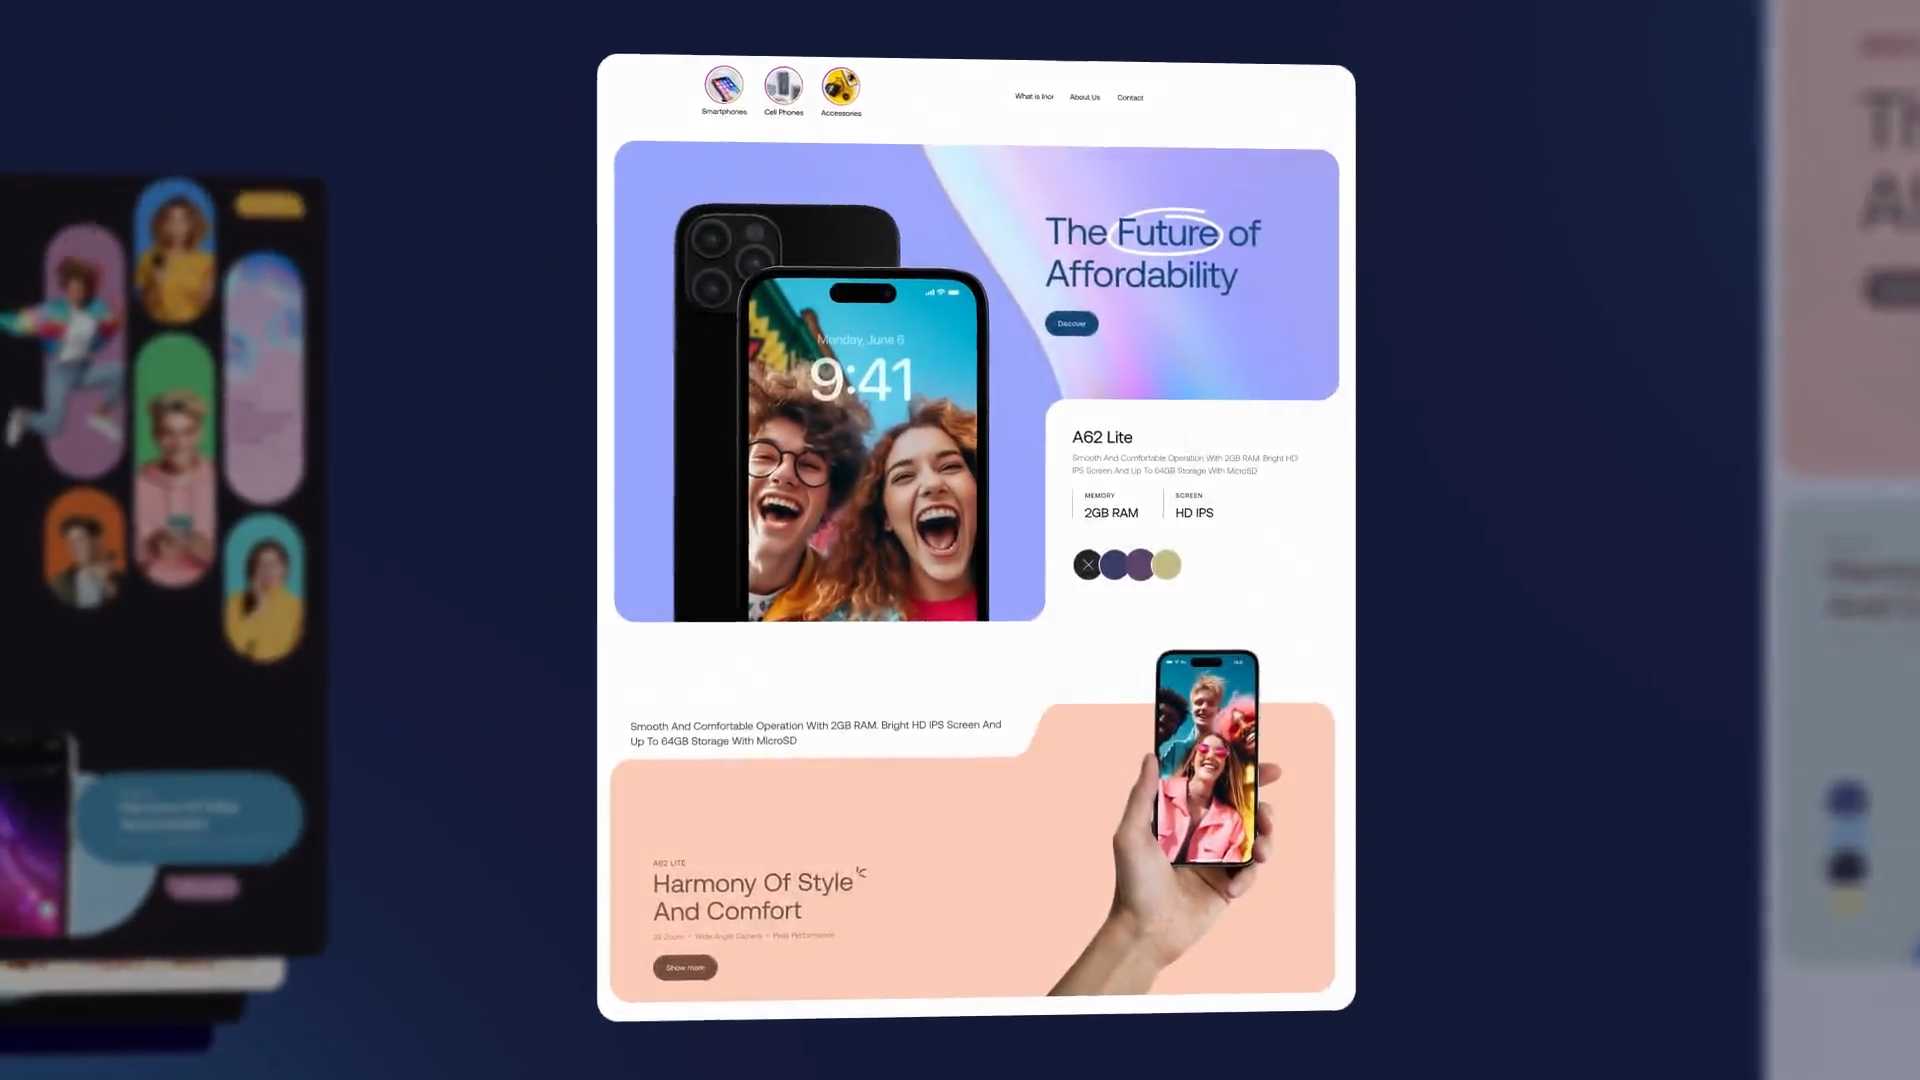 Smartphones
Cell Phones
Accessories
What is Inoi
About Us
Contact
The Future of
Affordability
Discover
Monday, June 6
9:41
A62 Lite
Smooth And Comfortable Operation With 2GB RAM. Bright HD
IPS Screen And Up To 64GB Storage With MicroSD
MEMORY
2GB RAM
SCREEN
HD IPS
Smooth And Comfortable Operation With 2GB RAM. Bright HD IPS Screen And
Up To 64GB Storage With MicroSD
A62 LITE
Harmony Of Style
And Comfort
Zoom • Wide Angle Camera • Peak Performance
Show more